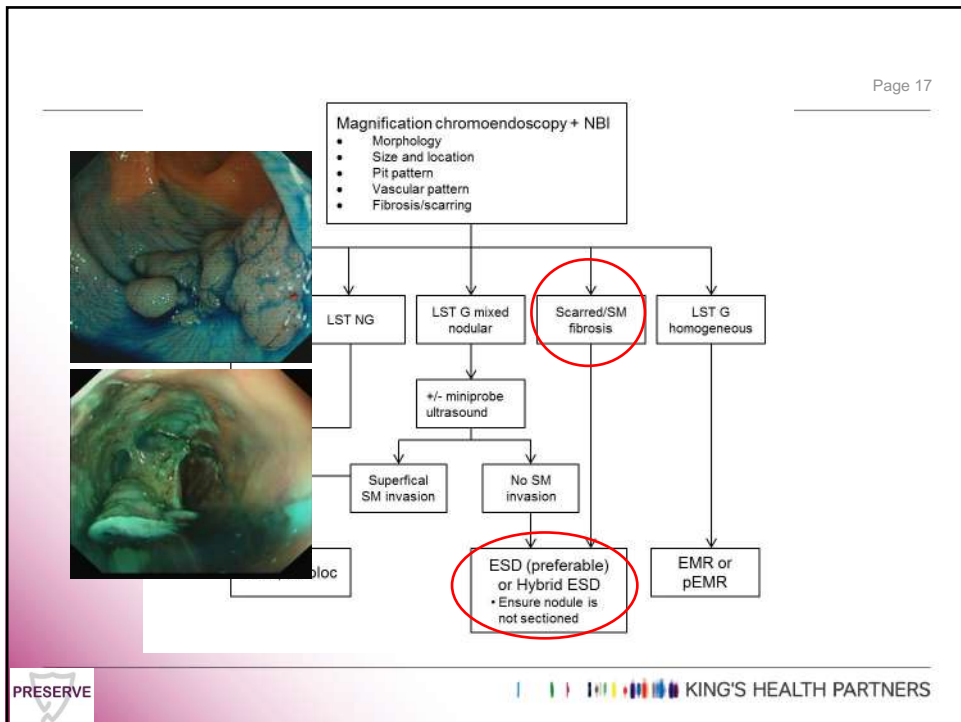 Page 17
Magnification chromoendoscopy + NBI
• Morphology
• Size and location
• Pit pattern
• Vascular pattern
• Fibrosis/scarring
LST NG
LST G mixed
nodular
Scarred/SM
fibrosis
LST G
homogeneous
+/- miniprobe
ultrasound
Superfical
SM invasion
No SM
invasion
ESD (preferable)
or Hybrid ESD
• Ensure nodule is
not sectioned
EMR or
pEMR
PRESERVE
KING'S HEALTH PARTNERS